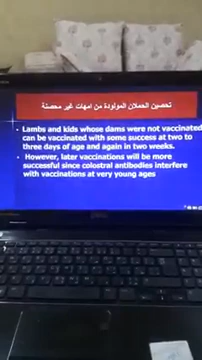 تحصين الحملان المولودة من امهات غير محصنة
• Lambs and kids whose dams were not vaccinated
can be vaccinated with some success at two to
three days of age and again in two weeks.
• However, later vaccinations will be more
successful since colostral antibodies interfere
with vaccinations at very young ages
DELL